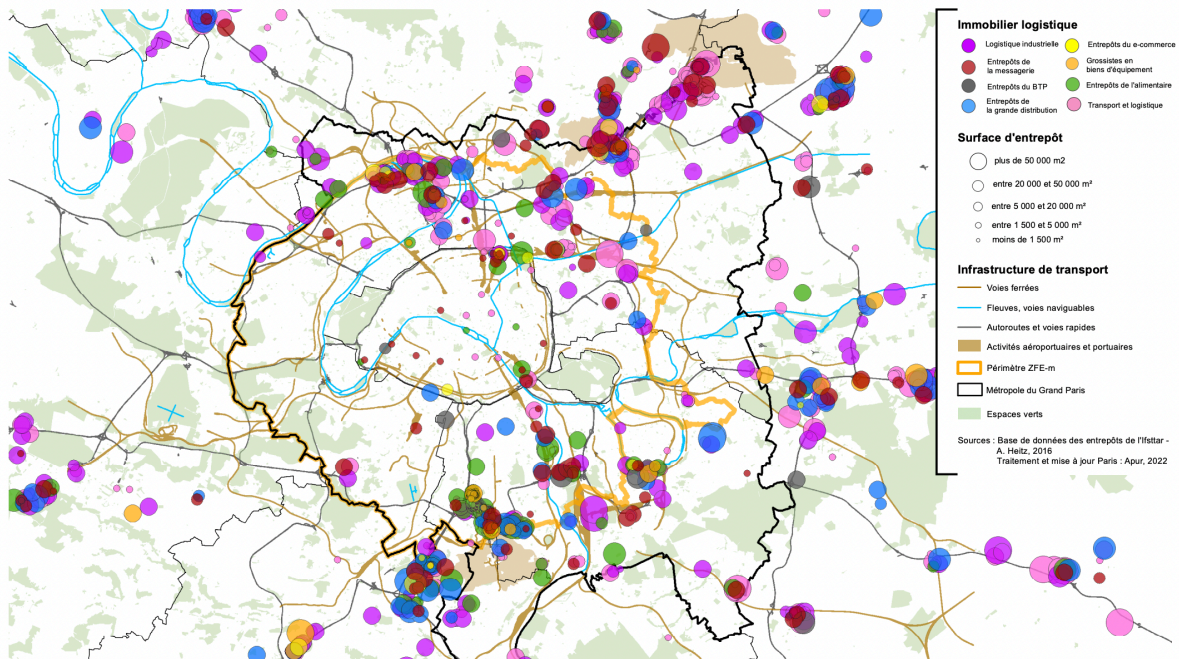 Immobilier logistique
Logistique industrielle
Entrepôts de
la messagerie
Entrepôts du BTP
Entrepôts de
la grande distribution
Entrepôts du e-commerce
Grossistes en
biens d'équipement
Entrepôts de l'alimentaire
Transport et logistique
Surface d'entrepôt
plus de 50 000 m2
entre 20 000 et 50 000 m²
entre 5 000 et 20 000 m²
entre 1 500 et 5 000 m²
moins de 1 500 m²
Infrastructure de transport
Voies ferrées
Fleuves, voies naviguables
Autoroutes et voies rapides
Activités aéroportuaires et portuaires
Périmètre ZFE-m
Métropole du Grand Paris
Espaces verts
Sources : Base de données des entrepôts de l'Ifsttar -
A. Heitz, 2016
Traitement et mise à jour Paris : Apur, 2022